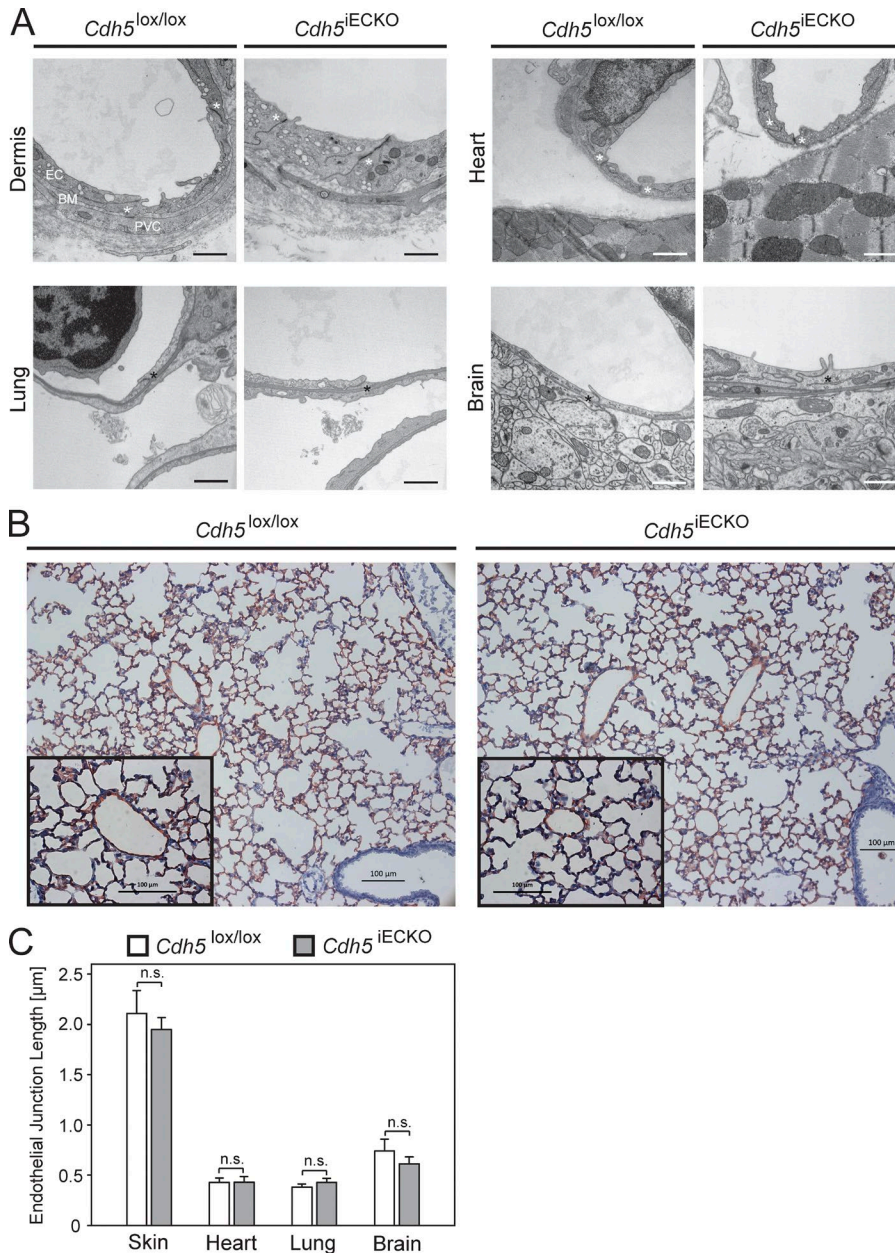 A
Cdh5lox/lox
Cdh5iECKO
Cdh5lox/lox
Cdh5iECKO
Dermis
EC
BM
PVC
*
*
*
*
Heart
*
*
*
*
Lung
*
*
Brain
*
*
B
Cdh5lox/lox
Cdh5iECKO
100 µm
100 µm
100 µm
100 µm
C
Cdh5lox/lox
Cdh5iECKO
Endothelial Junction Length [µm]
2.5
2.0
1.5
1.0
0.5
0
n.s.
n.s.
n.s.
n.s.
Skin
Heart
Lung
Brain